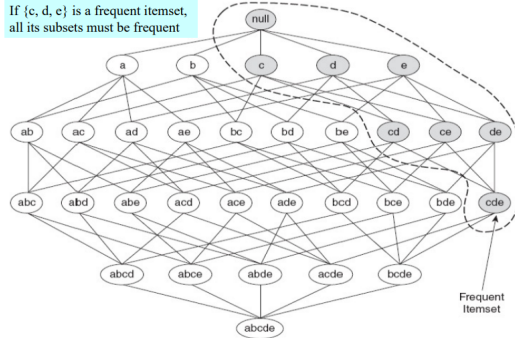 If {c, d, e} is a frequent itemset,
all its subsets must be frequent
null
a b c d e
ab ac ad ae bc bd be cd ce de
abc abd abe acd ace ade bcd bce bde cde
abcd abce abde acde bcde
Frequent
Itemset
abcde